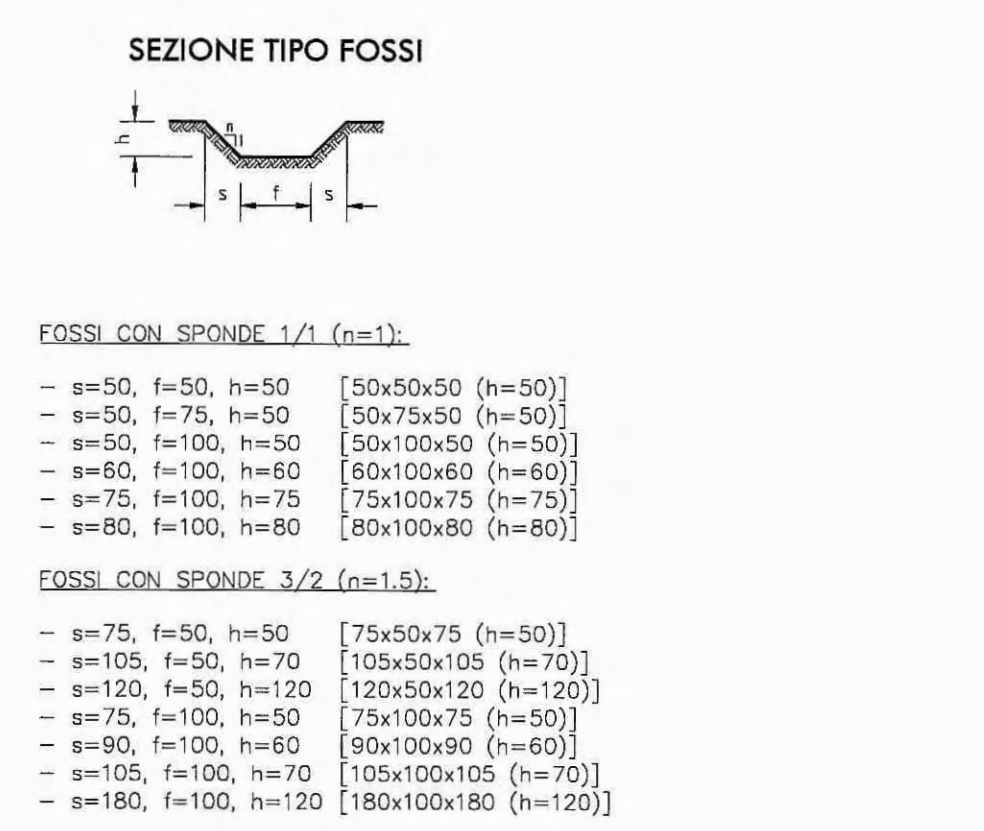 SEZIONE TIPO FOSSI
n
1
h
s f s
FOSSI CON SPONDE 1/1 (n=1):
– s=50, f=50, h=50 [50x50x50 (h=50)]
– s=50, f=75, h=50 [50x75x50 (h=50)]
– s=50, f=100, h=50 [50x100x50 (h=50)]
– s=60, f=100, h=60 [60x100x60 (h=60)]
– s=75, f=100, h=75 [75x100x75 (h=75)]
– s=80, f=100, h=80 [80x100x80 (h=80)]
FOSSI CON SPONDE 3/2 (n=1.5):
– s=75, f=50, h=50 [75x50x75 (h=50)]
– s=105, f=50, h=70 [105x50x105 (h=70)]
– s=120, f=50, h=120 [120x50x120 (h=120)]
– s=75, f=100, h=50 [75x100x75 (h=50)]
– s=90, f=100, h=60 [90x100x90 (h=60)]
– s=105, f=100, h=70 [105x100x105 (h=70)]
– s=180, f=100, h=120 [180x100x180 (h=120)]